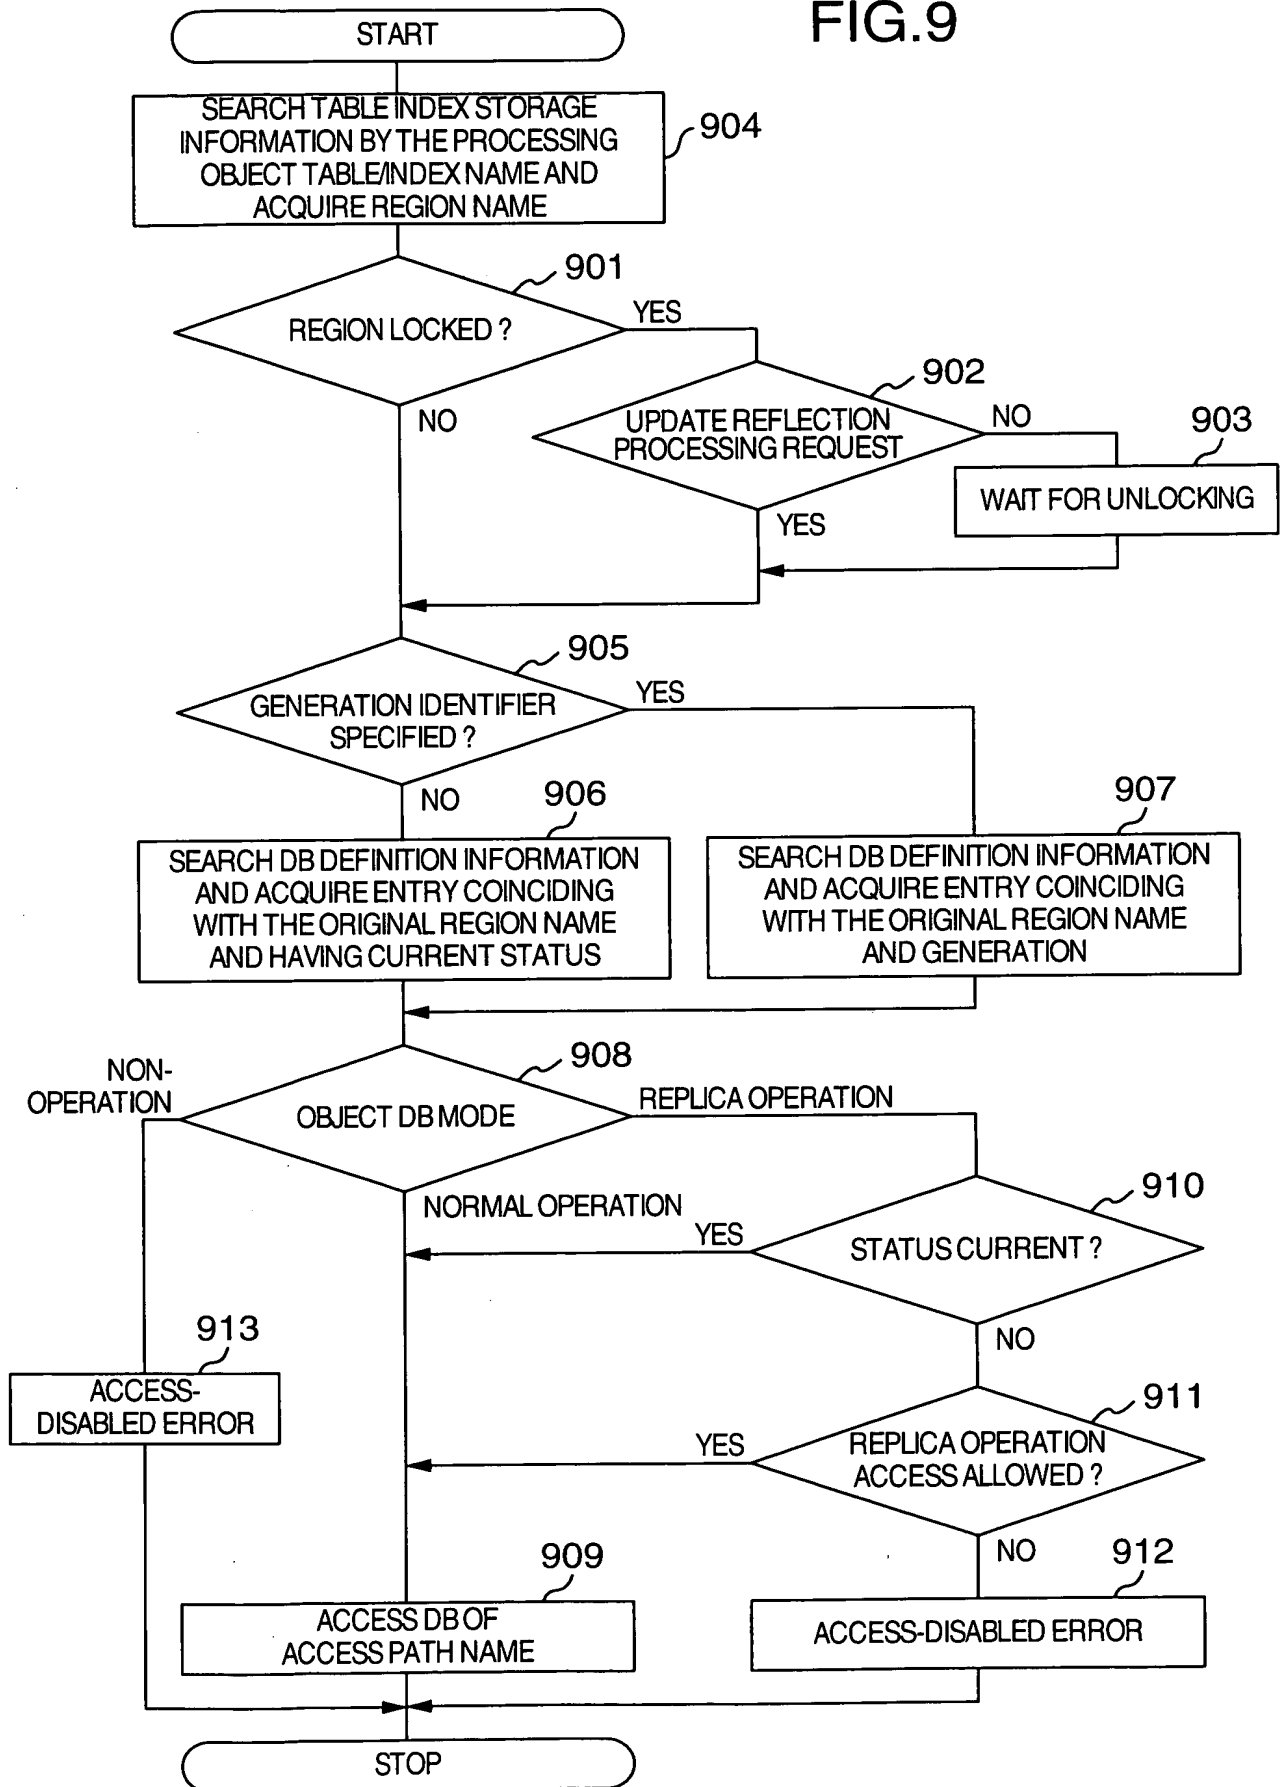 FIG.9
START
SEARCH TABLE INDEX STORAGE
INFORMATION BY THE PROCESSING
OBJECT TABLE/INDEX NAME AND
ACQUIRE REGION NAME
904
901
REGION LOCKED ?
YES
NO
902
UPDATE REFLECTION
PROCESSING REQUEST
NO
YES
903
WAIT FOR UNLOCKING
905
GENERATION IDENTIFIER
SPECIFIED ?
YES
NO
906
SEARCH DB DEFINITION INFORMATION
AND ACQUIRE ENTRY COINCIDING
WITH THE ORIGINAL REGION NAME
AND HAVING CURRENT STATUS
907
SEARCH DB DEFINITION INFORMATION
AND ACQUIRE ENTRY COINCIDING
WITH THE ORIGINAL REGION NAME
AND GENERATION
908
NON-
OPERATION
OBJECT DB MODE
REPLICA OPERATION
NORMAL OPERATION
910
YES
STATUS CURRENT ?
NO
913
ACCESS-
DISABLED ERROR
911
YES
REPLICA OPERATION
ACCESS ALLOWED ?
NO
909
ACCESS DB OF
ACCESS PATH NAME
912
ACCESS-DISABLED ERROR
STOP